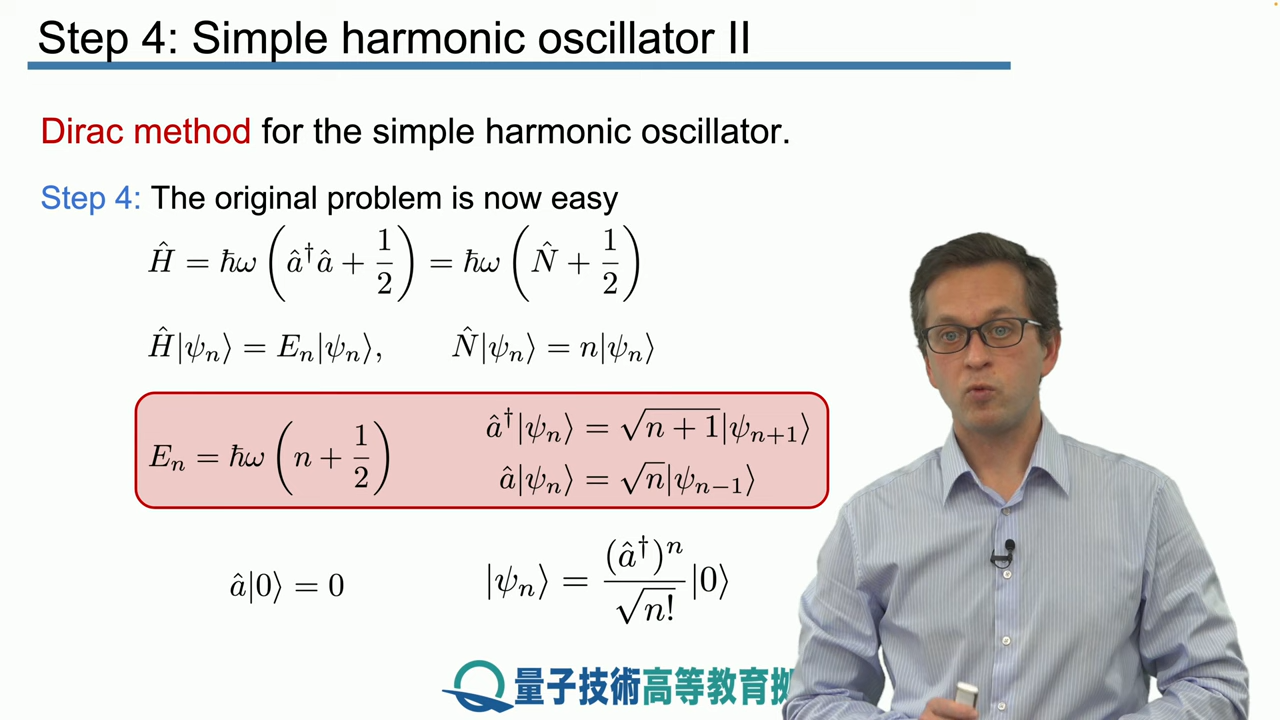 Step 4: Simple harmonic oscillator II
Dirac method for the simple harmonic oscillator.
Step 4: The original problem is now easy
Ĥ = ħω (â†â + 1/2) = ħω (N̂ + 1/2)
Ĥ|ψₙ⟩ = Eₙ|ψₙ⟩, N̂|ψₙ⟩ = n|ψₙ⟩
Eₙ = ħω (n + 1/2)
â†|ψₙ⟩ = √(n + 1)|ψₙ₊₁⟩
â|ψₙ⟩ = √n|ψₙ₋₁⟩
â|0⟩ = 0
|ψₙ⟩ = (â†)ⁿ/√n! |0⟩
量子技術高等教育拠